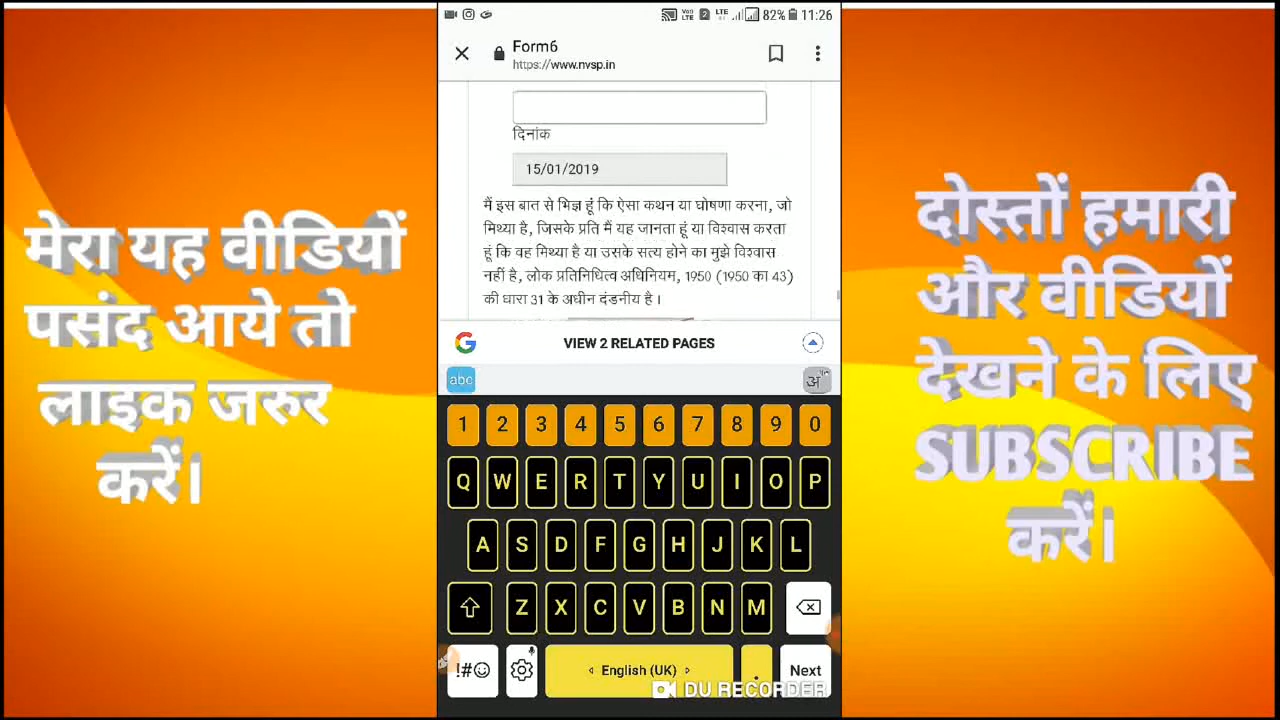 मेरा यह वीडियों
पसंद आये तो
लाइक जरुर
करें।
82% 11:26
Form6
https://www.nvsp.in
दिनांक
15/01/2019
मैं इस बात से भिज्ञ हूं कि ऐसा कथन या घोषणा करना, जो
मिथ्या है, जिसके प्रति मैं यह जानता हूं या विश्वास करता
हूं कि वह मिथ्या है या उसके सत्य होने का मुझे विश्वास
नहीं है, लोक प्रतिनिधित्व अधिनियम, 1950 (1950 का 43)
की धारा 31 के अधीन दंडनीय है ।
VIEW 2 RELATED PAGES
abc अ
1 2 3 4 5 6 7 8 9 0
Q W E R T Y U I O P
A S D F G H J K L
Z X C V B N M
!#☺ English (UK) . Next
DU RECORDER
दोस्तों हमारी
और वीडियों
देखने के लिए
SUBSCRIBE
करें।